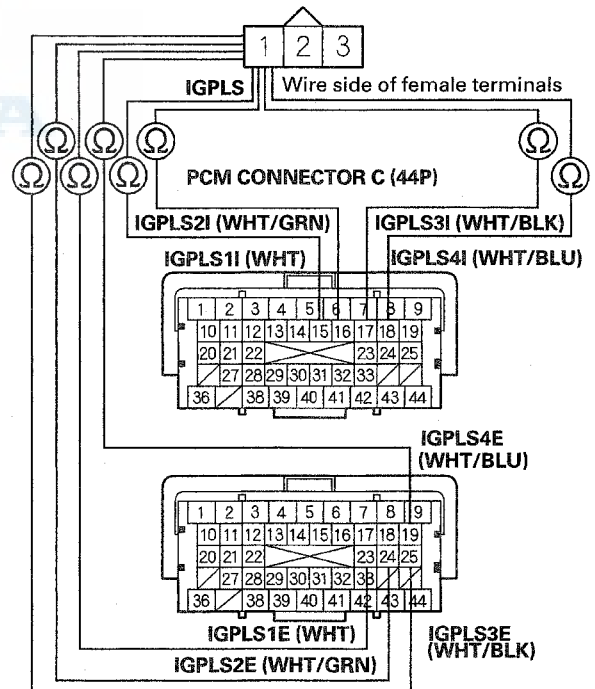 1 2 3
IGPLS
Wire side of female terminals
Ω Ω Ω Ω
Ω Ω Ω Ω
PCM CONNECTOR C (44P)
IGPLS2I (WHT/GRN) IGPLS3I (WHT/BLK)
IGPLS1I (WHT) IGPLS4I (WHT/BLU)
1 2 3 4 5 6 7 8 9
10 11 12 13 14 15 16 17 18 19
20 21 22 23 24 25
27 28 29 30 31 32 33
36 38 39 40 41 42 43 44
IGPLS4E
(WHT/BLU)
1 2 3 4 5 6 7 8 9
10 11 12 13 14 15 16 17 18 19
20 21 22 23 24 25
27 28 29 30 31 32 33
36 38 39 40 41 42 43 44
IGPLS1E (WHT)
IGPLS3E
(WHT/BLK)
IGPLS2E (WHT/GRN)